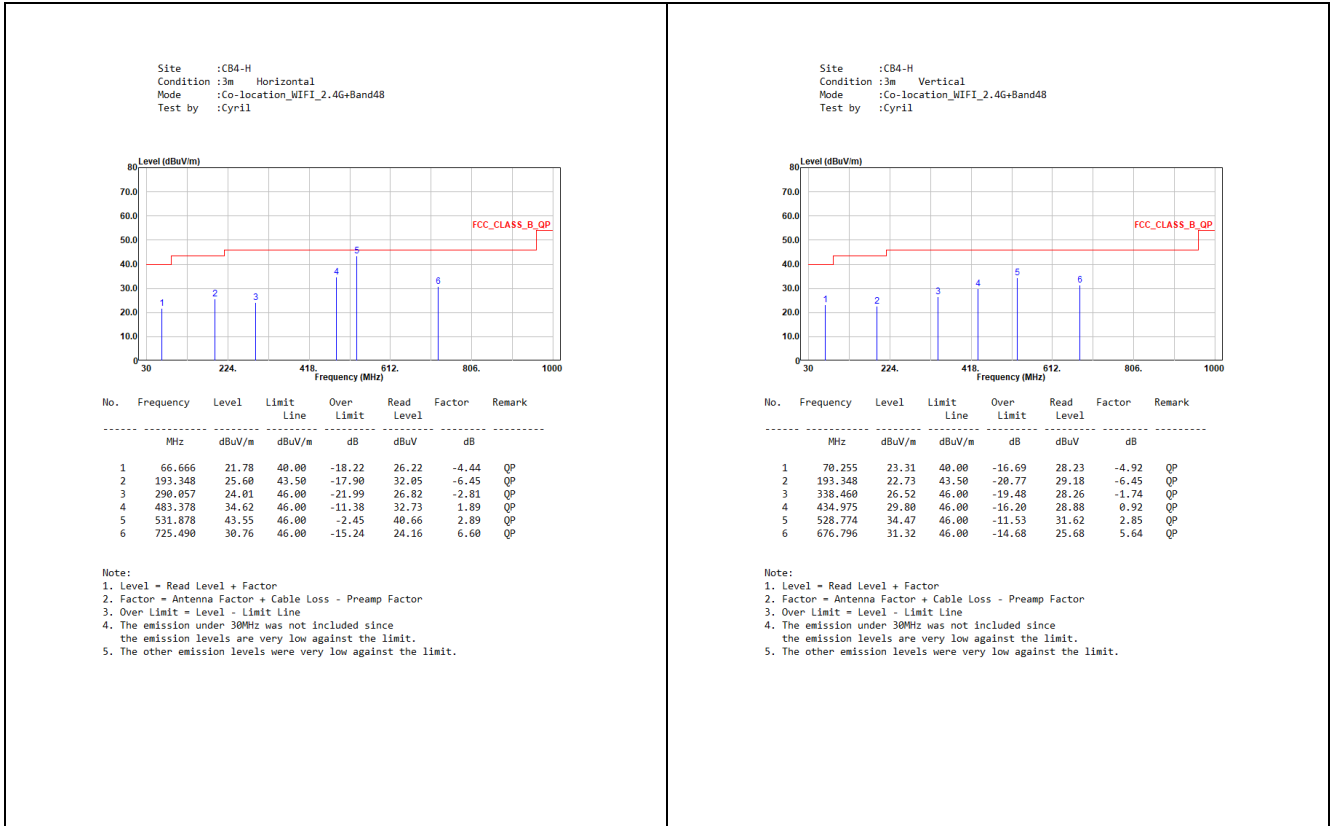 Site      :CB4-H
Condition :3m    Horizontal
Mode      :Co-location_WIFI_2.4G+Band48
Test by   :Cyril
Level (dBuV/m)
80
70.0
60.0
50.0
40.0
30.0
20.0
10.0
0
FCC_CLASS_B_QP
1 2 3 4 5 6
30 224. 418. 612. 806. 1000
Frequency (MHz)
No. Frequency Level Limit Over Read Factor Remark
Line Limit Level
------ ----------- -------- -------- --------- -------- -------- ---------
MHz dBuV/m dBuV/m dB dBuV dB
1 66.666 21.78 40.00 -18.22 26.22 -4.44 QP
2 193.348 25.60 43.50 -17.90 32.05 -6.45 QP
3 290.057 24.01 46.00 -21.99 26.82 -2.81 QP
4 483.378 34.62 46.00 -11.38 32.73 1.89 QP
5 531.878 43.55 46.00 -2.45 40.66 2.89 QP
6 725.490 30.76 46.00 -15.24 24.16 6.60 QP
Note:
1. Level = Read Level + Factor
2. Factor = Antenna Factor + Cable Loss - Preamp Factor
3. Over Limit = Level - Limit Line
4. The emission under 30MHz was not included since
the emission levels are very low against the limit.
5. The other emission levels were very low against the limit.
Site      :CB4-H
Condition :3m    Vertical
Mode      :Co-location_WIFI_2.4G+Band48
Test by   :Cyril
Level (dBuV/m)
80
70.0
60.0
50.0
40.0
30.0
20.0
10.0
0
FCC_CLASS_B_QP
1 2 3 4 5 6
30 224. 418. 612. 806. 1000
Frequency (MHz)
No. Frequency Level Limit Over Read Factor Remark
Line Limit Level
------ ----------- -------- -------- --------- -------- -------- ---------
MHz dBuV/m dBuV/m dB dBuV dB
1 70.255 23.31 40.00 -16.69 28.23 -4.92 QP
2 193.348 22.73 43.50 -20.77 29.18 -6.45 QP
3 338.460 26.52 46.00 -19.48 28.26 -1.74 QP
4 434.975 29.80 46.00 -16.20 28.88 0.92 QP
5 528.774 34.47 46.00 -11.53 31.62 2.85 QP
6 676.796 31.32 46.00 -14.68 25.68 5.64 QP
Note:
1. Level = Read Level + Factor
2. Factor = Antenna Factor + Cable Loss - Preamp Factor
3. Over Limit = Level - Limit Line
4. The emission under 30MHz was not included since
the emission levels are very low against the limit.
5. The other emission levels were very low against the limit.